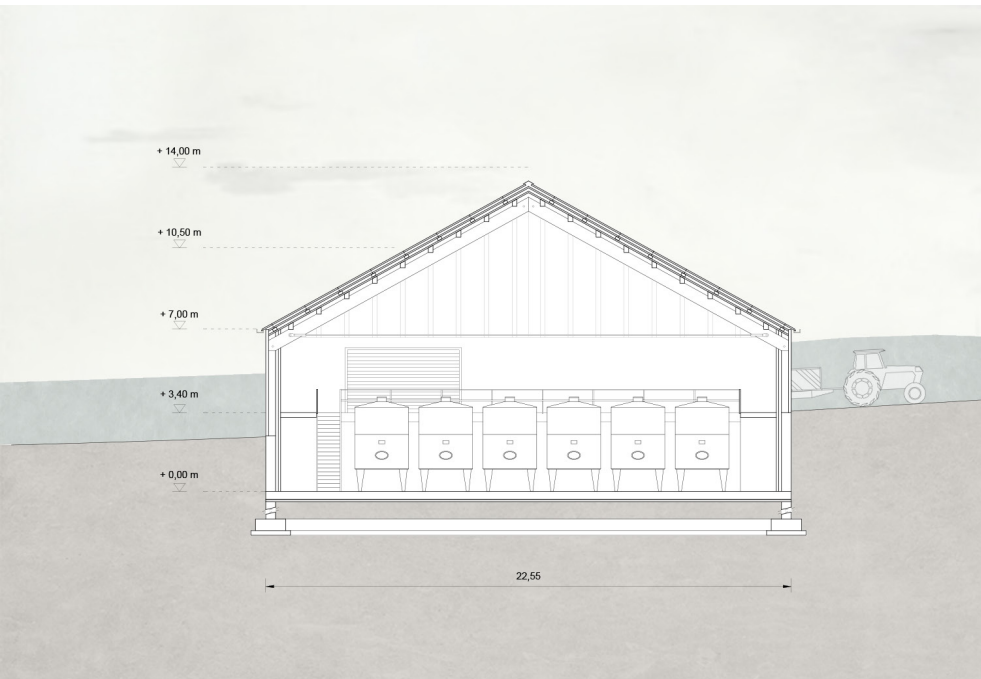 + 14,00 m
+ 10,50 m
+ 7,00 m
+ 3,40 m
+ 0,00 m
22,55